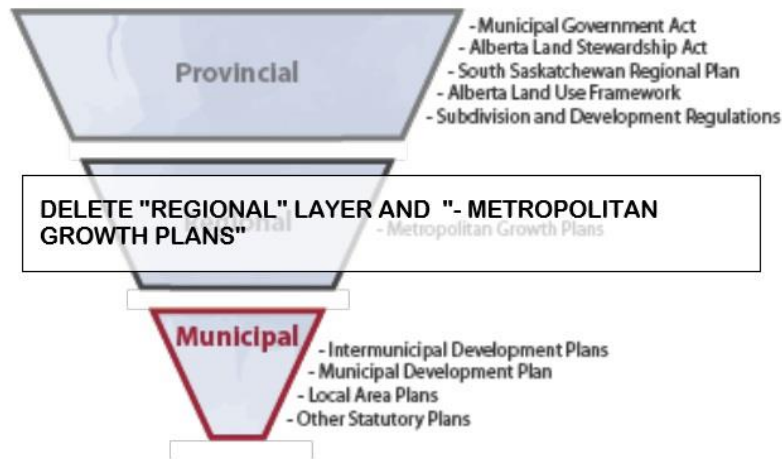 Provincial
- Municipal Government Act
- Alberta Land Stewardship Act
- South Saskatchewan Regional Plan
- Alberta Land Use Framework
- Subdivision and Development Regulations
DELETE "REGIONAL" LAYER AND "- METROPOLITAN
GROWTH PLANS"
Regional
- Metropolitan Growth Plans
Municipal
- Intermunicipal Development Plans
- Municipal Development Plan
- Local Area Plans
- Other Statutory Plans